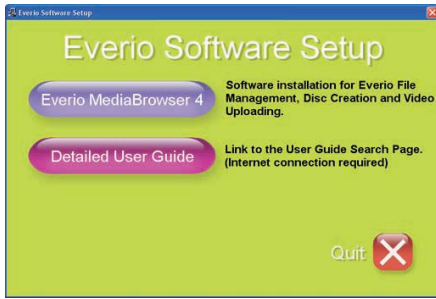 Everio Software Setup
Everio Software Setup
Everio MediaBrowser 4
Software installation for Everio File
Management, Disc Creation and Video
Uploading.
Detailed User Guide
Link to the User Guide Search Page.
(Internet connection required)
Quit